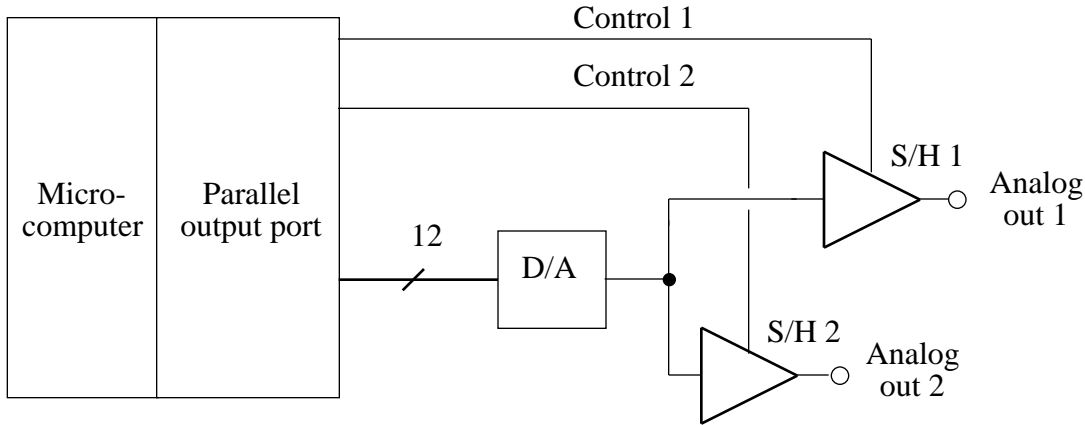 Control 1
Control 2
S/H 1
Analog
out 1
Micro-
computer
Parallel
output port
12
D/A
S/H 2
Analog
out 2